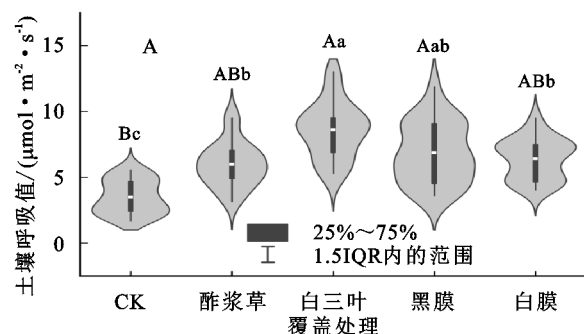 A
土壤呼吸值/(μmol·m⁻²·s⁻¹)
15
10
5
0
Bc
ABb
Aa
Aab
ABb
25%～75%
1.5IQR内的范围
CK
酢浆草
白三叶
黑膜
白膜
覆盖处理